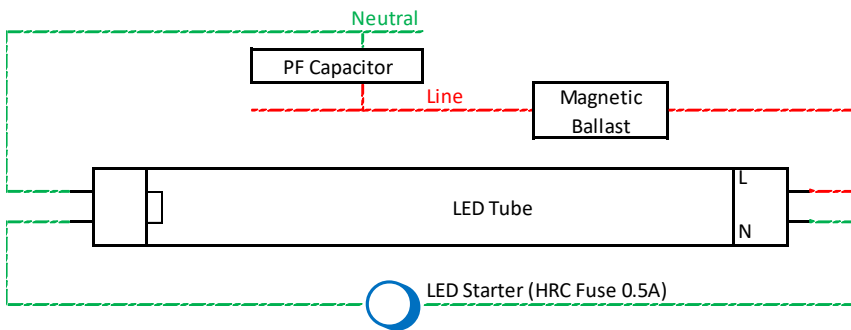 Neutral
PF Capacitor
Line
Magnetic
Ballast
L
LED Tube
N
LED Starter (HRC Fuse 0.5A)